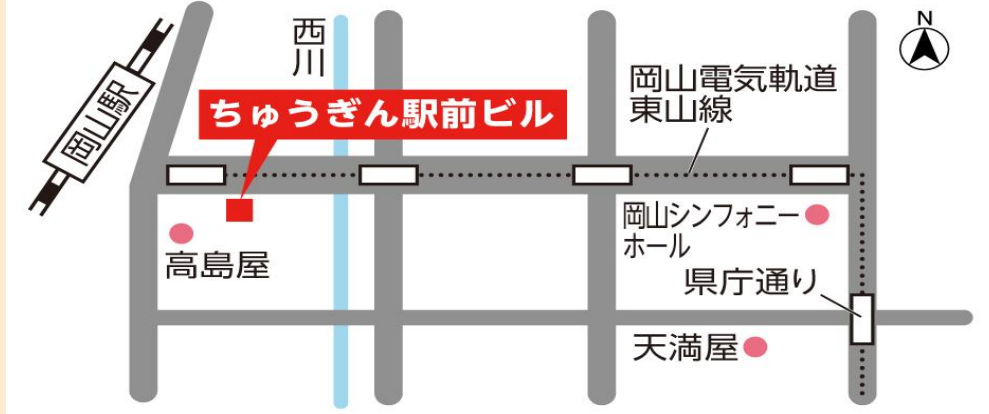 N
西川
岡山駅
ちゅうぎん駅前ビル
岡山電気軌道
東山線
高島屋
岡山シンフォニー
ホール
県庁通り
天満屋